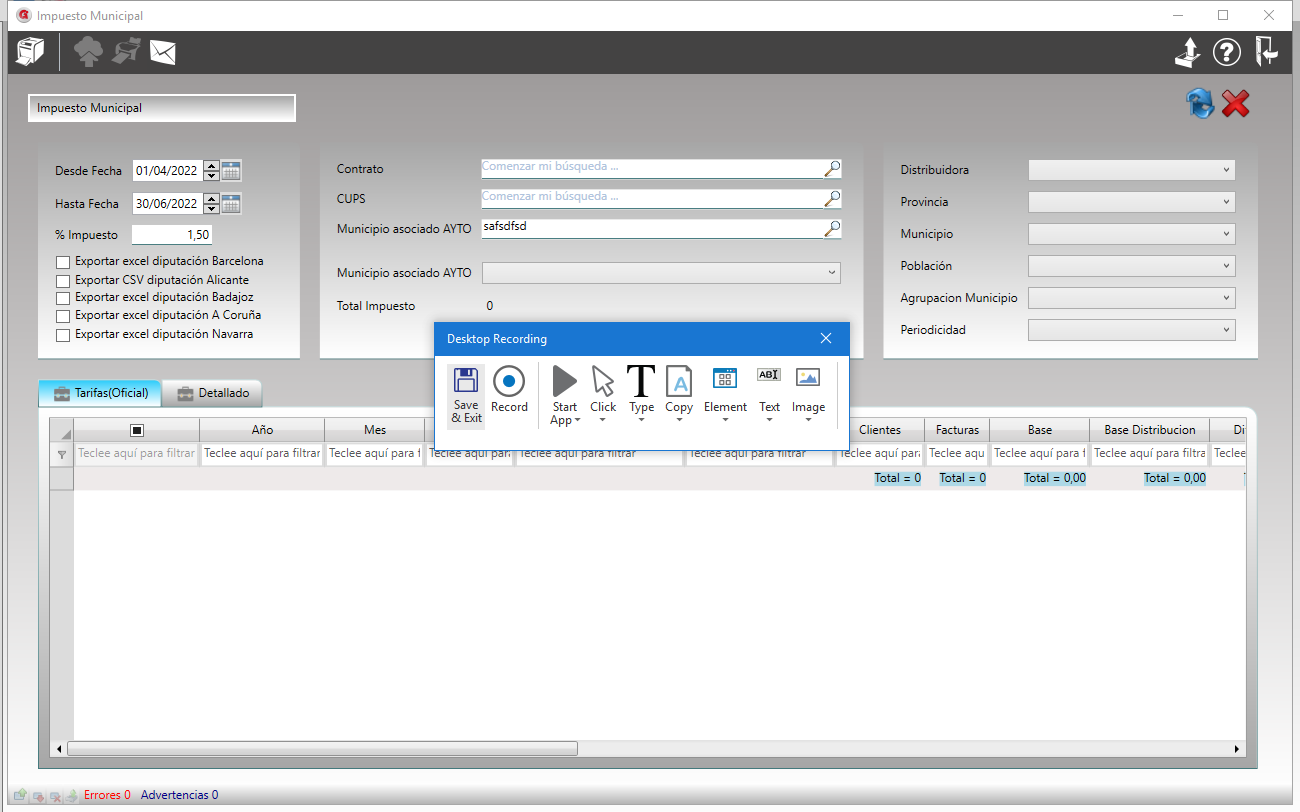 Impuesto Municipal
Impuesto Municipal
Desde Fecha 01/04/2022
Hasta Fecha 30/06/2022
% Impuesto 1,50
Exportar excel diputación Barcelona
Exportar CSV diputación Alicante
Exportar excel diputación Badajoz
Exportar excel diputación A Coruña
Exportar excel diputación Navarra
Contrato Comenzar mi búsqueda ...
CUPS Comenzar mi búsqueda ...
Municipio asociado AYTO safsdfsd
Municipio asociado AYTO
Total Impuesto 0
Distribuidora
Provincia
Municipio
Población
Agrupacion Municipio
Periodicidad
Desktop Recording
Save & Exit
Record
Start App
Click
Type
Copy
Element
ABI
Text
A
Image
Tarifas(Oficial) Detallado
Año Mes Clientes Facturas Base Base Distribucion Di
Teclee aquí para filtrar Teclee aquí para filtrar Teclee aquí para f Teclee aquí para Teclee aquí para filtrar Teclee aquí para filtrar Teclee aquí para Teclee aqu Teclee aquí para f Teclee aquí para filtra Teclee
Total = 0 Total = 0 Total = 0,00 Total = 0,00
Errores 0 Advertencias 0